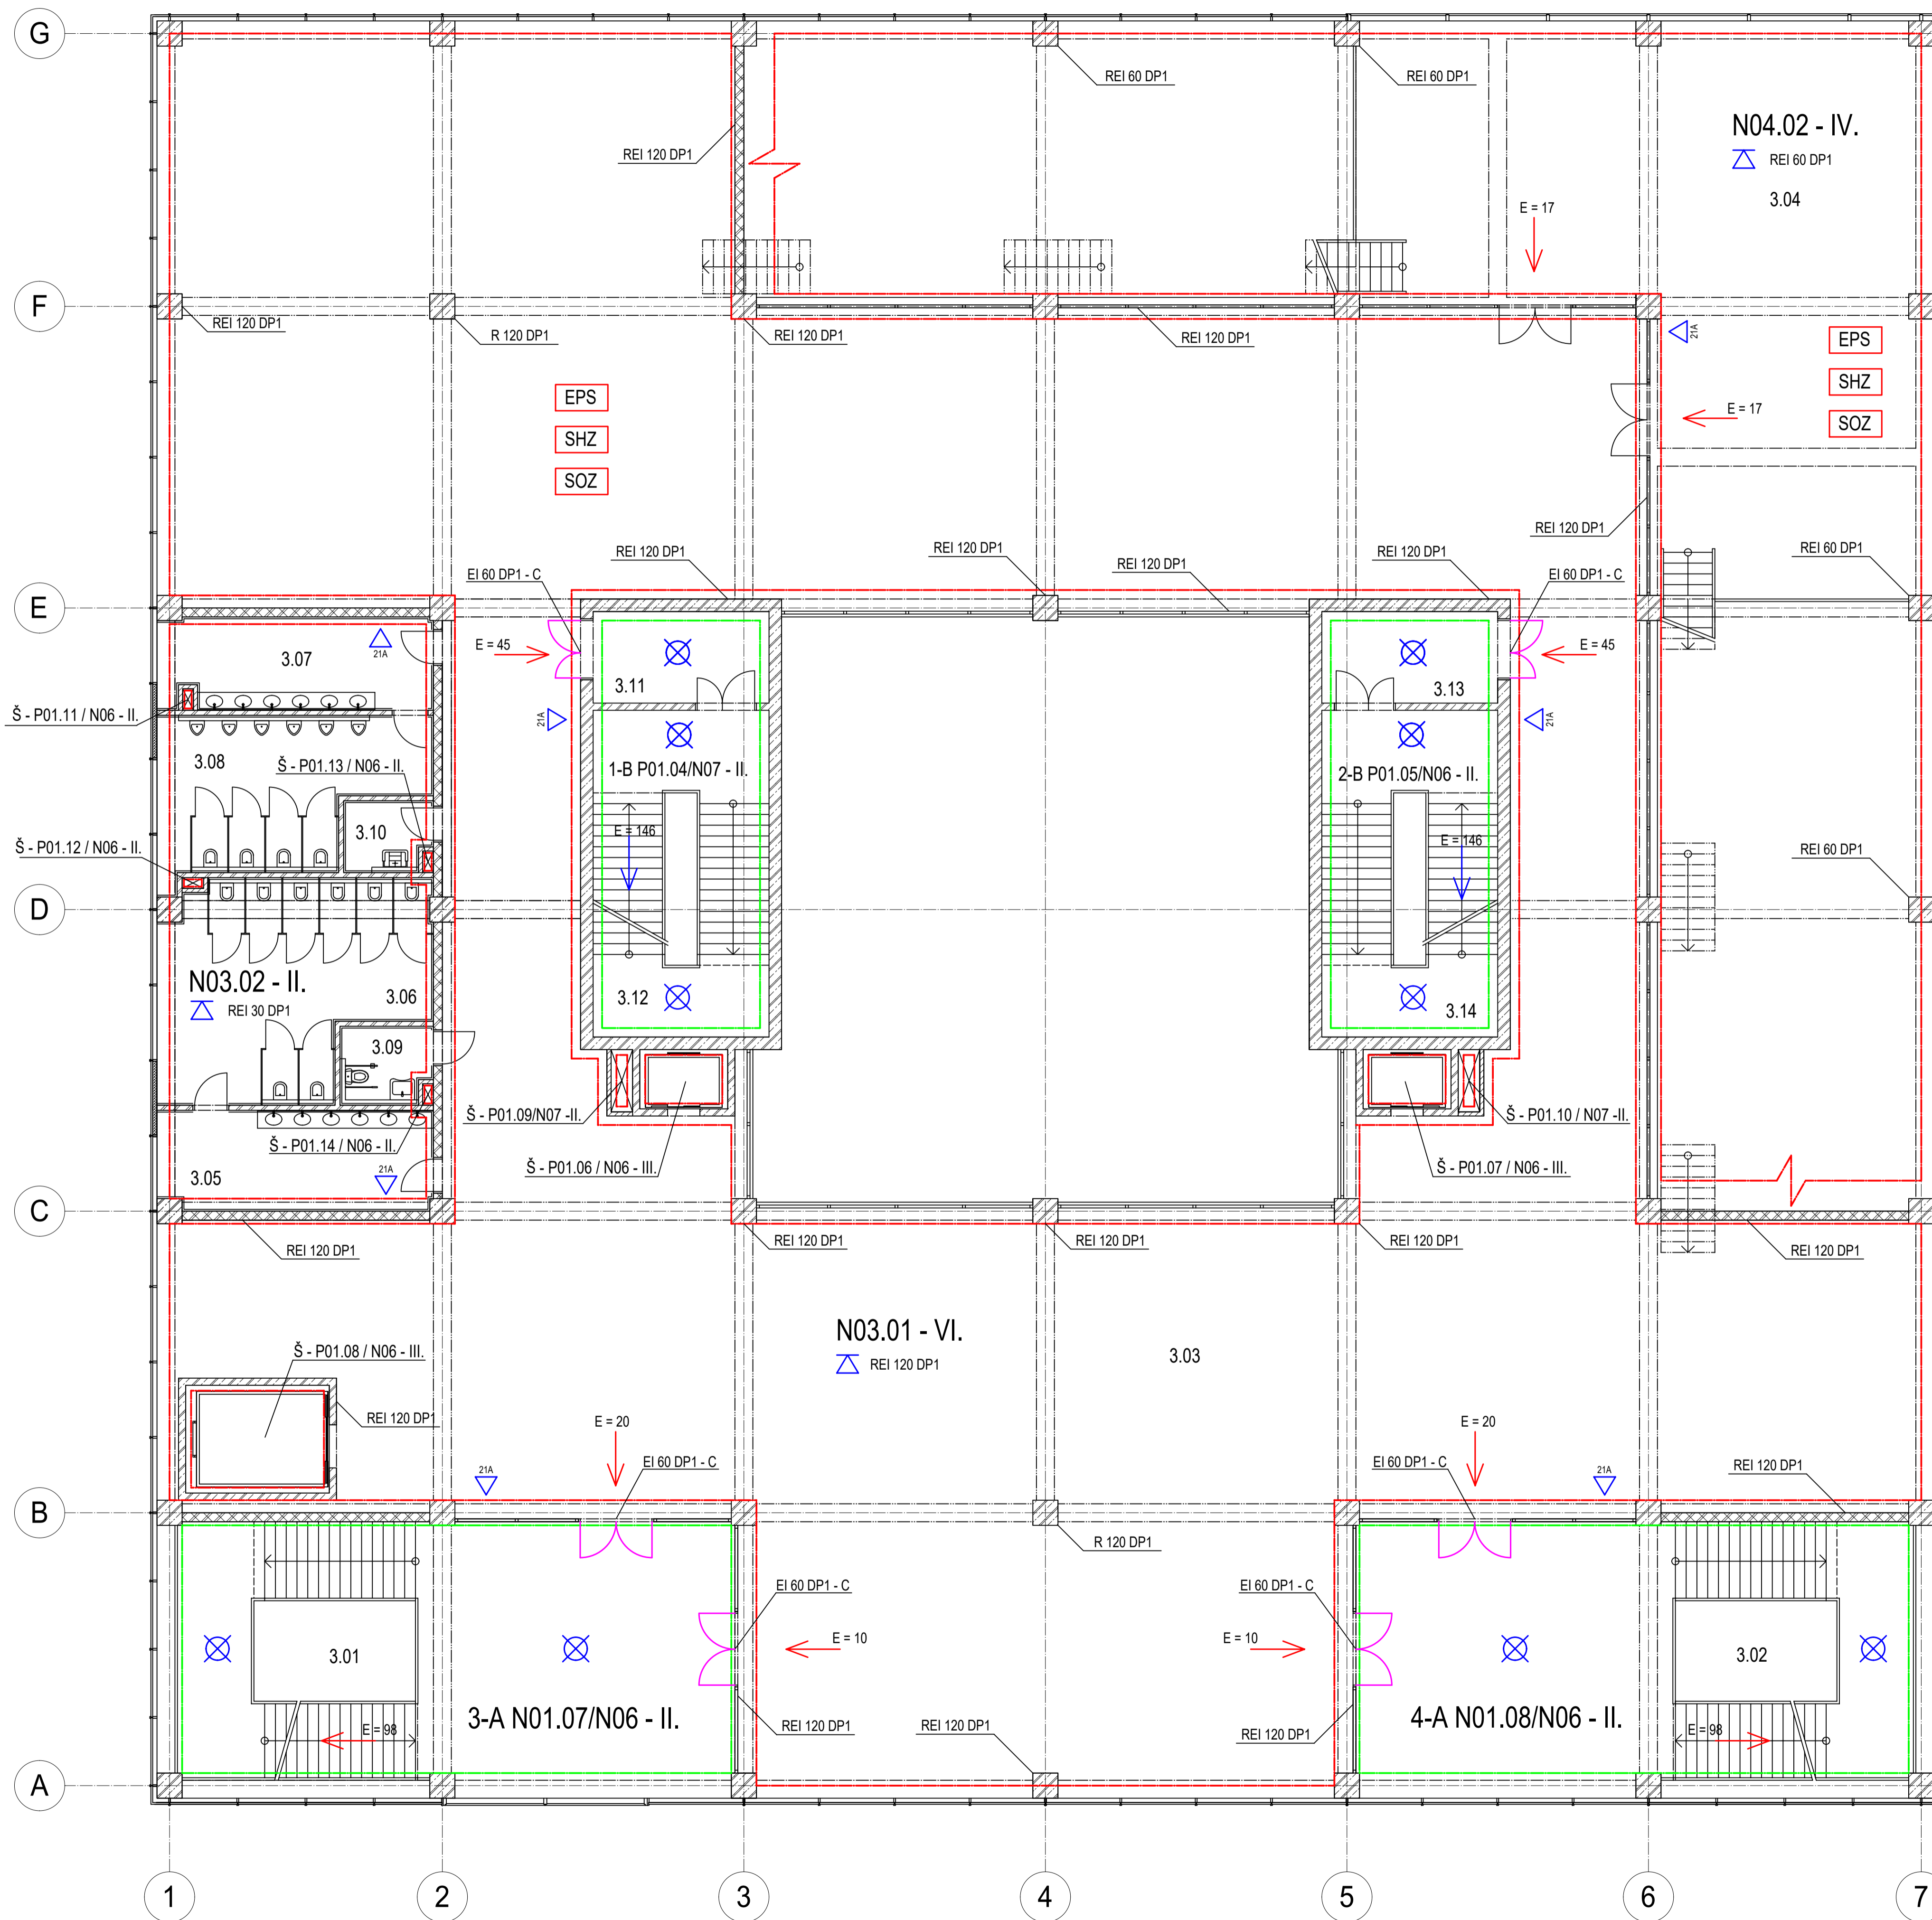 G
REI 60 DP1
REI 60 DP1
N04.02 - IV.
REI 60 DP1
3.04
REI 120 DP1
E = 17
F
REI 120 DP1
R 120 DP1
REI 120 DP1
REI 120 DP1
21A
EPS
SHZ
SOZ
E = 17
EPS
SHZ
SOZ
REI 120 DP1
REI 120 DP1
REI 120 DP1
REI 120 DP1
REI 120 DP1
REI 60 DP1
EI 60 DP1 - C
EI 60 DP1 - C
E
E = 45
E = 45
21A
3.07
3.11
3.13
Š - P01.11 / N06 - II.
21A
21A
3.08
Š - P01.13 / N06 - II.
1-B P01.04/N07 - II.
2-B P01.05/N06 - II.
3.10
E = 146
E = 146
Š - P01.12 / N06 - II.
REI 60 DP1
D
N03.02 - II.
REI 30 DP1
3.06
3.12
3.14
3.09
Š - P01.09/N07 -II.
Š - P01.10 / N07 -II.
Š - P01.14 / N06 - II.
Š - P01.06 / N06 - III.
Š - P01.07 / N06 - III.
3.05
21A
C
REI 120 DP1
REI 120 DP1
REI 120 DP1
REI 120 DP1
REI 120 DP1
N03.01 - VI.
REI 120 DP1
3.03
Š - P01.08 / N06 - III.
REI 120 DP1
E = 20
E = 20
EI 60 DP1 - C
EI 60 DP1 - C
21A
21A
REI 120 DP1
B
R 120 DP1
EI 60 DP1 - C
EI 60 DP1 - C
E = 10
E = 10
3.01
3.02
3-A N01.07/N06 - II.
4-A N01.08/N06 - II.
E = 98
REI 120 DP1
REI 120 DP1
REI 120 DP1
E = 98
A
1
2
3
4
5
6
7